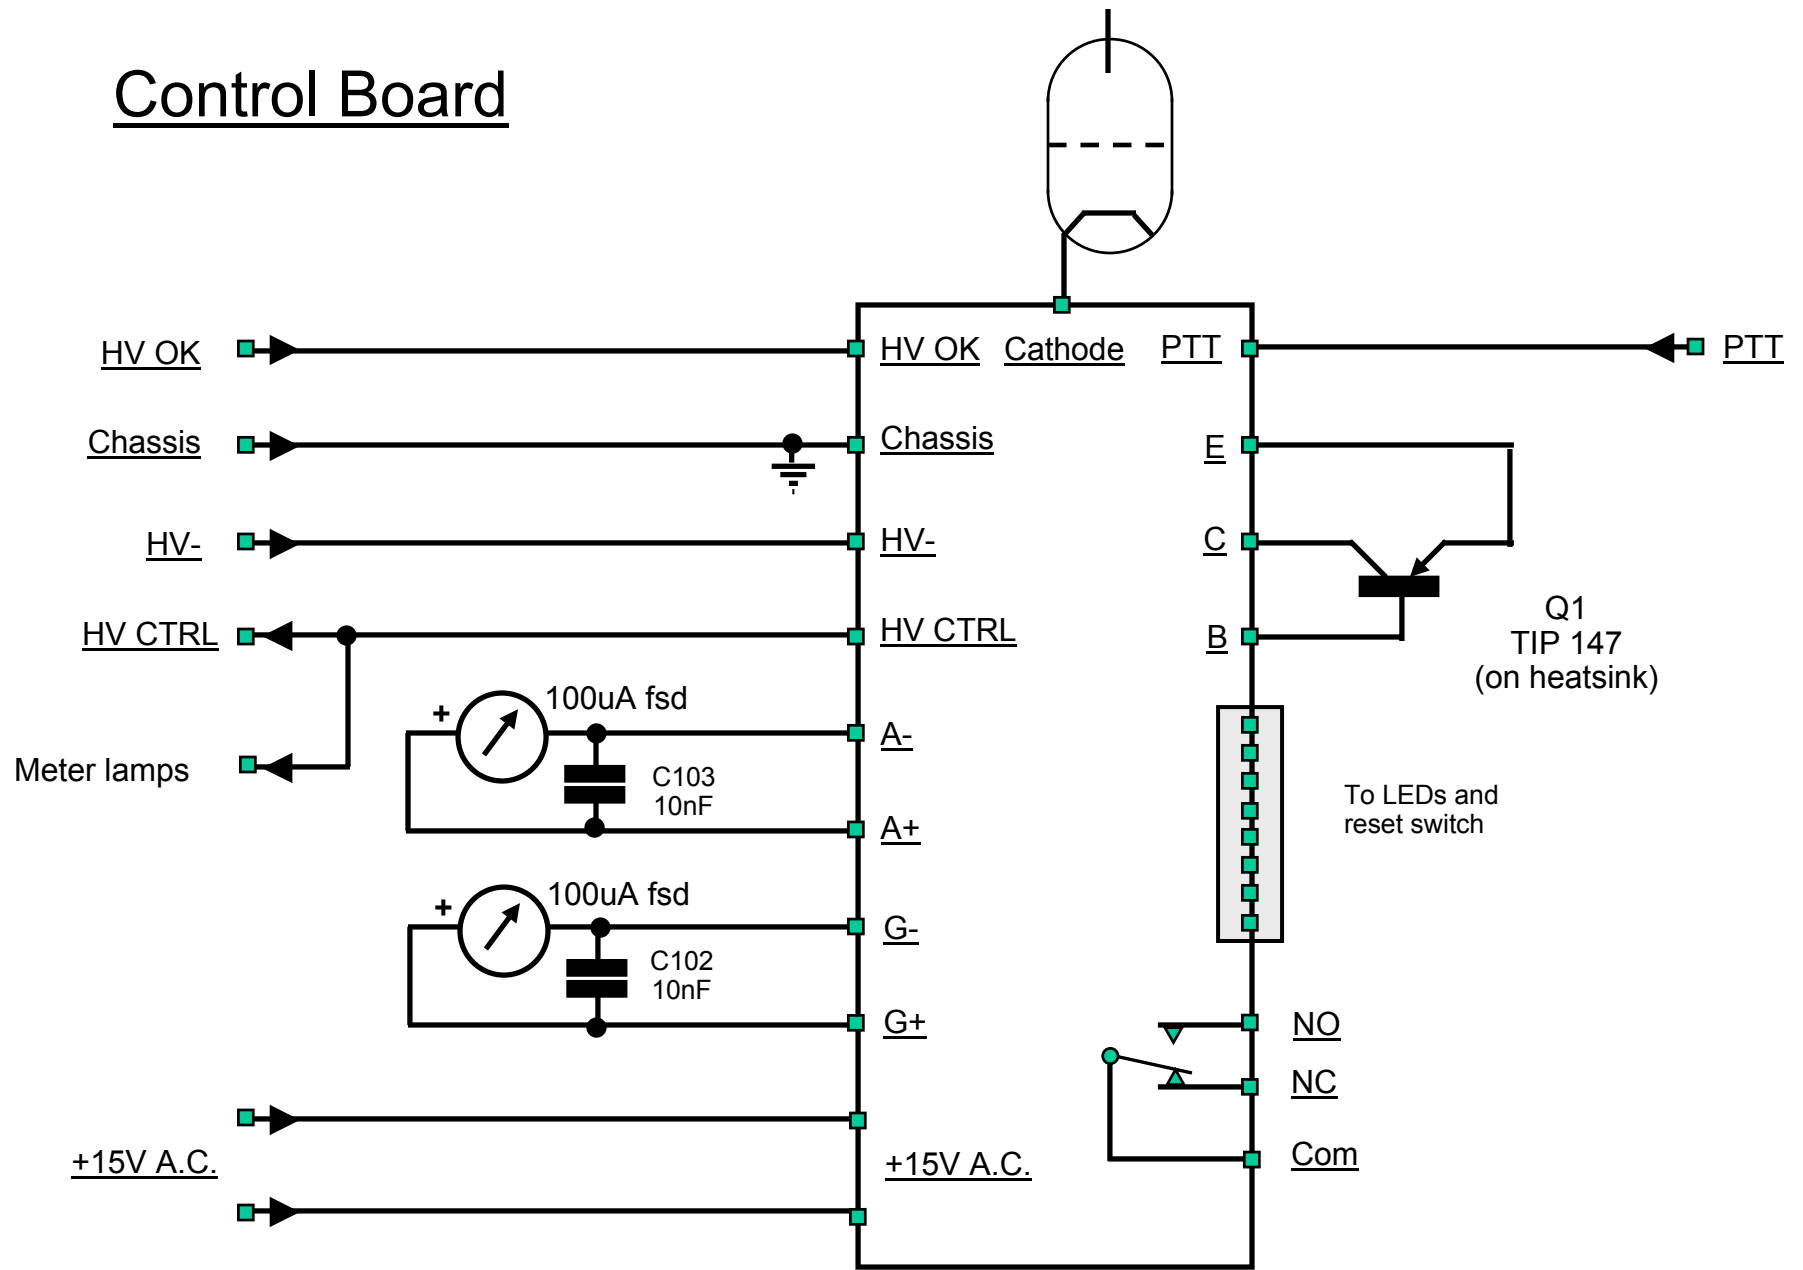 Control Board
HV OK
HV OK
Cathode
PTT
PTT
Chassis
Chassis
E
HV-
HV-
C
HV CTRL
HV CTRL
B
Q1
TIP 147
(on heatsink)
+
100uA fsd
A-
Meter lamps
C103
10nF
To LEDs and
reset switch
A+
+
100uA fsd
G-
C102
10nF
G+
NO
NC
+15V A.C.
+15V A.C.
Com